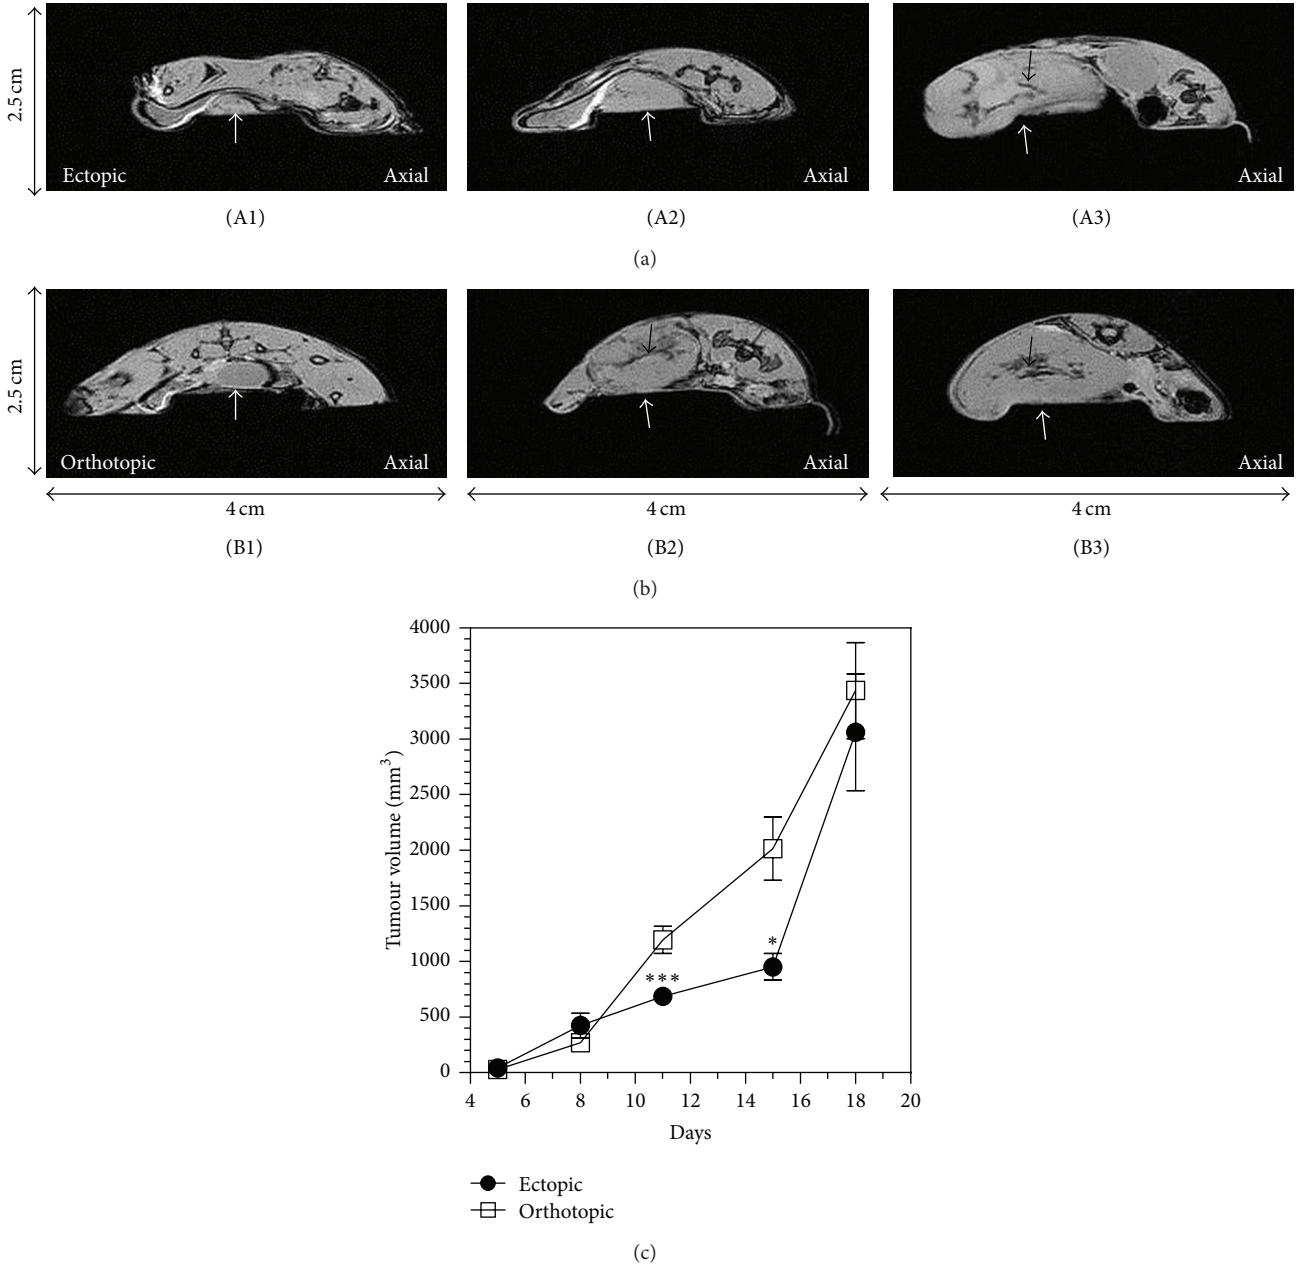 2.5 cm
Ectopic Axial Axial Axial
(A1) (A2) (A3)
(a)
2.5 cm
Orthotopic Axial Axial Axial
4 cm 4 cm 4 cm
(B1) (B2) (B3)
(b)
4000
3500
3000
2500
2000
1500
1000
500
0
Tumour volume (mm³)
*
***
4 6 8 10 12 14 16 18 20
Days
Ectopic
Orthotopic
(c)